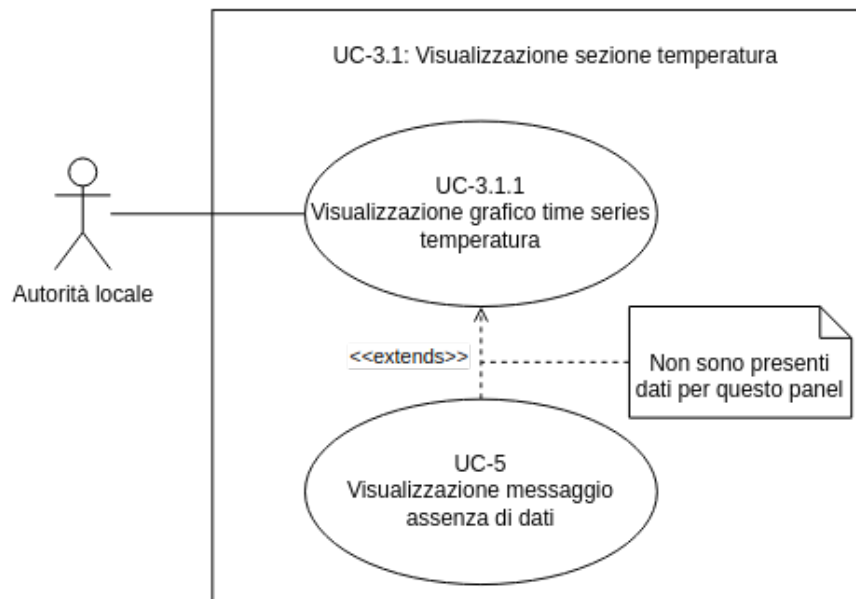 UC-3.1: Visualizzazione sezione temperatura
UC-3.1.1
Visualizzazione grafico time series
temperatura
Autorità locale
<<extends>>
Non sono presenti
dati per questo panel
UC-5
Visualizzazione messaggio
assenza di dati